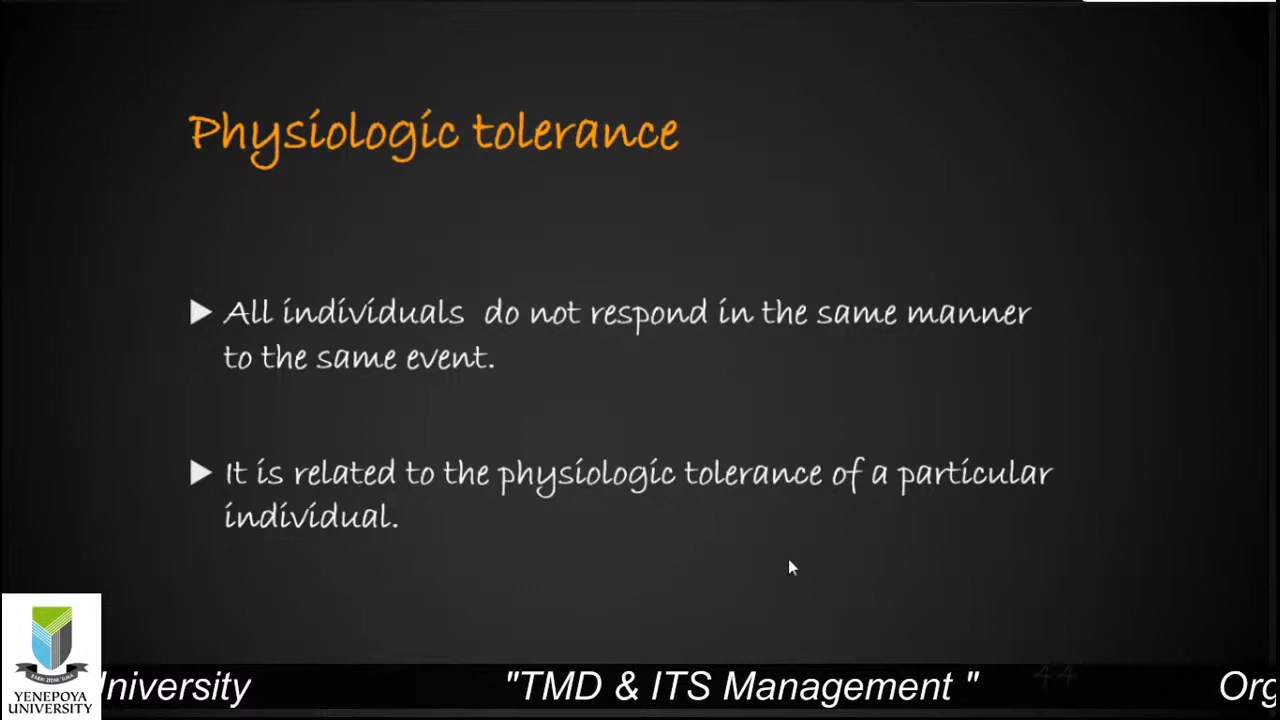 Physiologic tolerance
All individuals do not respond in the same manner
to the same event.
It is related to the physiologic tolerance of a particular
individual.
YENEPOYA
UNIVERSITY
niversity "TMD & ITS Management " 44 Org